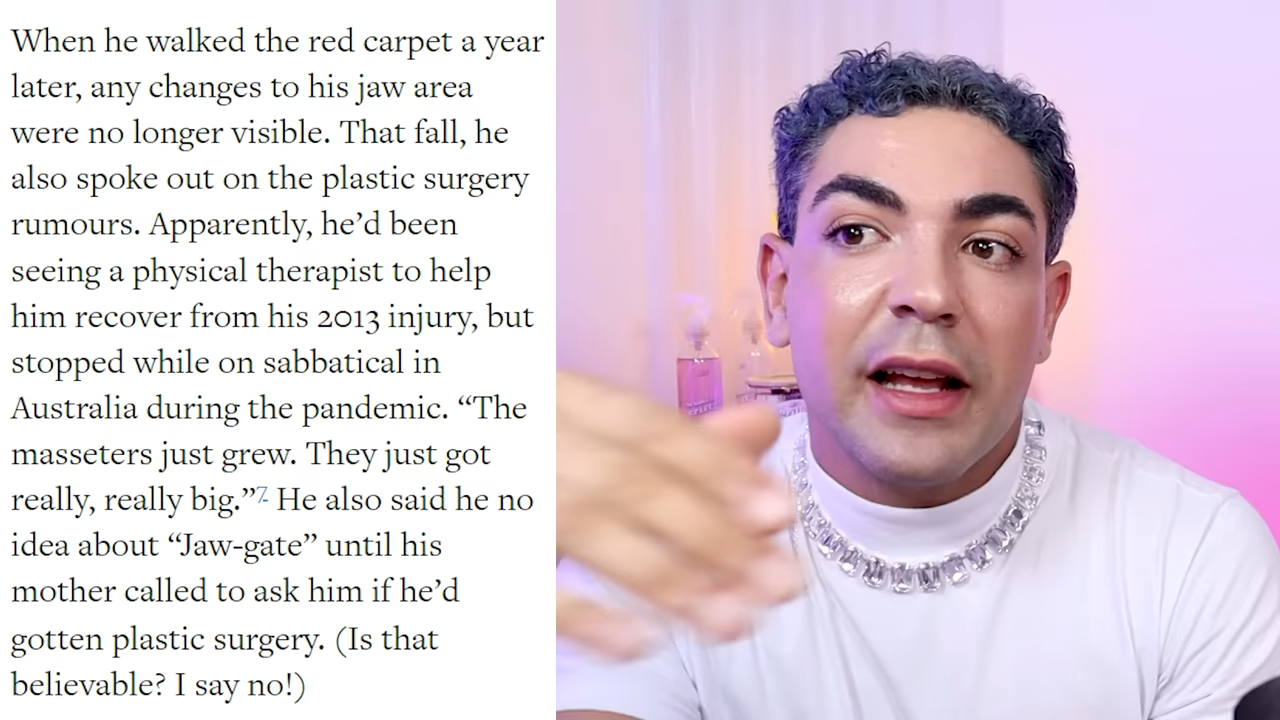 When he walked the red carpet a year
later, any changes to his jaw area
were no longer visible. That fall, he
also spoke out on the plastic surgery
rumours. Apparently, he’d been
seeing a physical therapist to help
him recover from his 2013 injury, but
stopped while on sabbatical in
Australia during the pandemic. “The
masseters just grew. They just got
really, really big.”7 He also said he no
idea about “Jaw-gate” until his
mother called to ask him if he’d
gotten plastic surgery. (Is that
believable? I say no!)